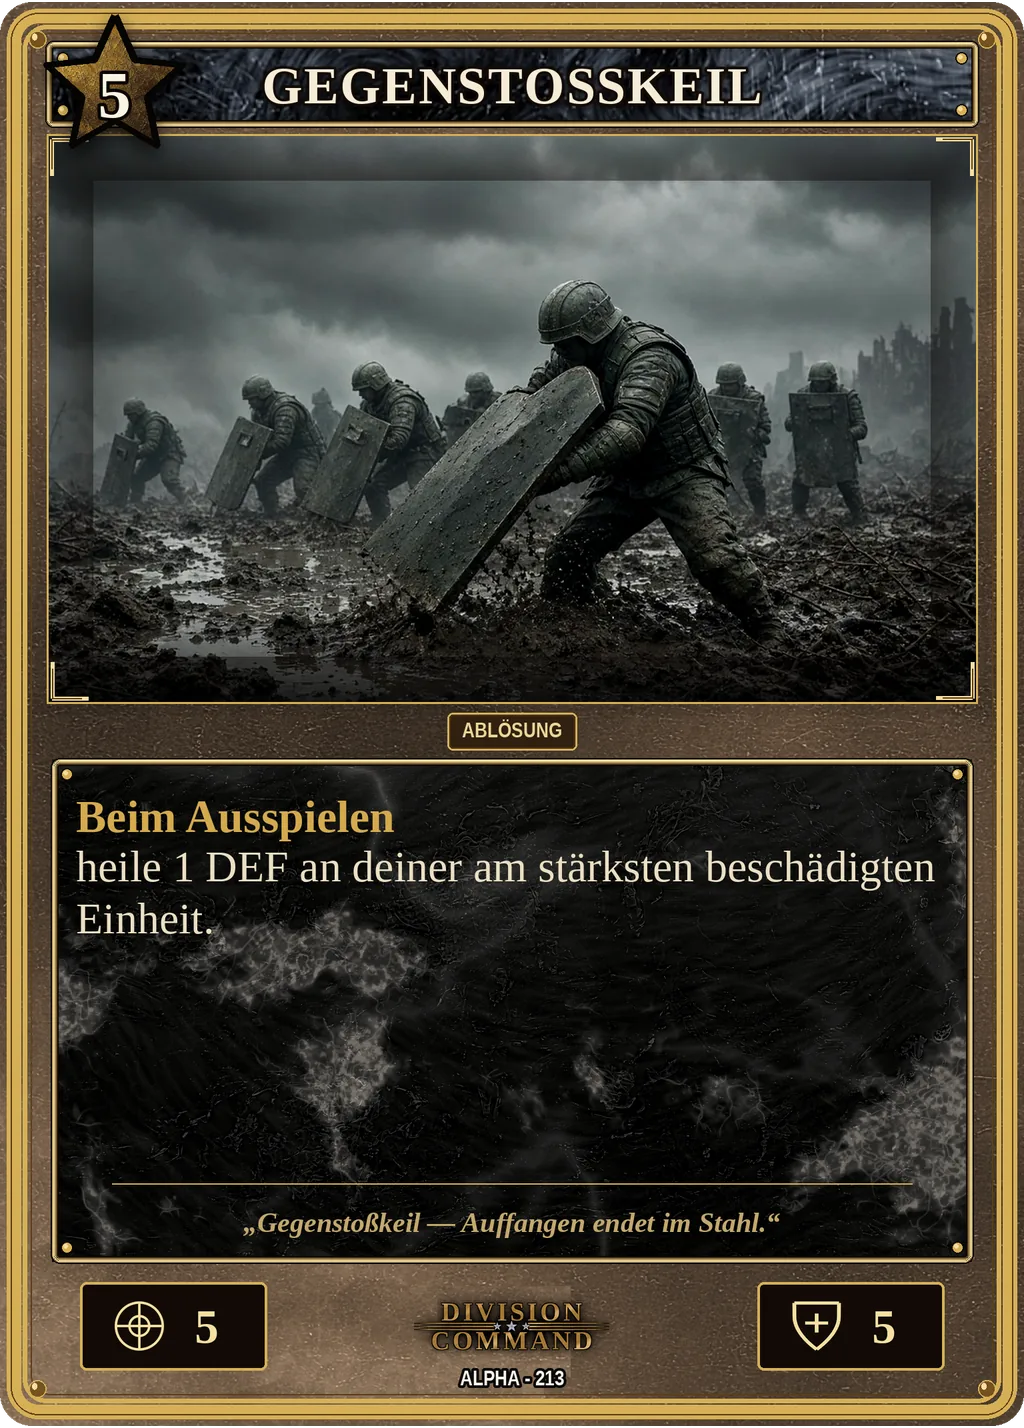 5
GEGENSTOSSKEIL
ABLÖSUNG
Beim Ausspielen
heile 1 DEF an deiner am stärksten beschädigten
Einheit.
„Gegenstoßkeil — Auffangen endet im Stahl.“
5
DIVISION
COMMAND
5
ALPHA - 213